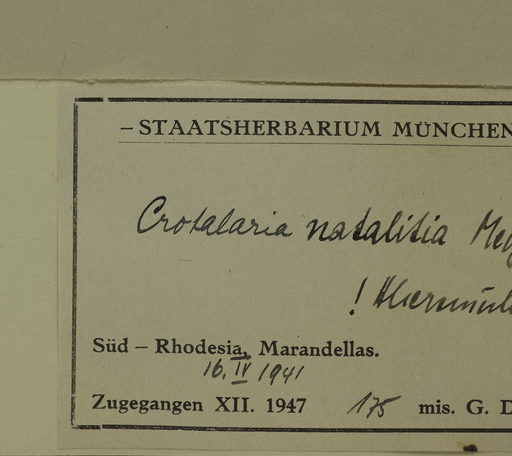 – STAATSHERBARIUM MÜNCHEN
Crotalaria natalitia
!
Süd – Rhodesia, Marandellas.
16. IV 1941
Zugegangen XII. 1947 175 mis. G. D